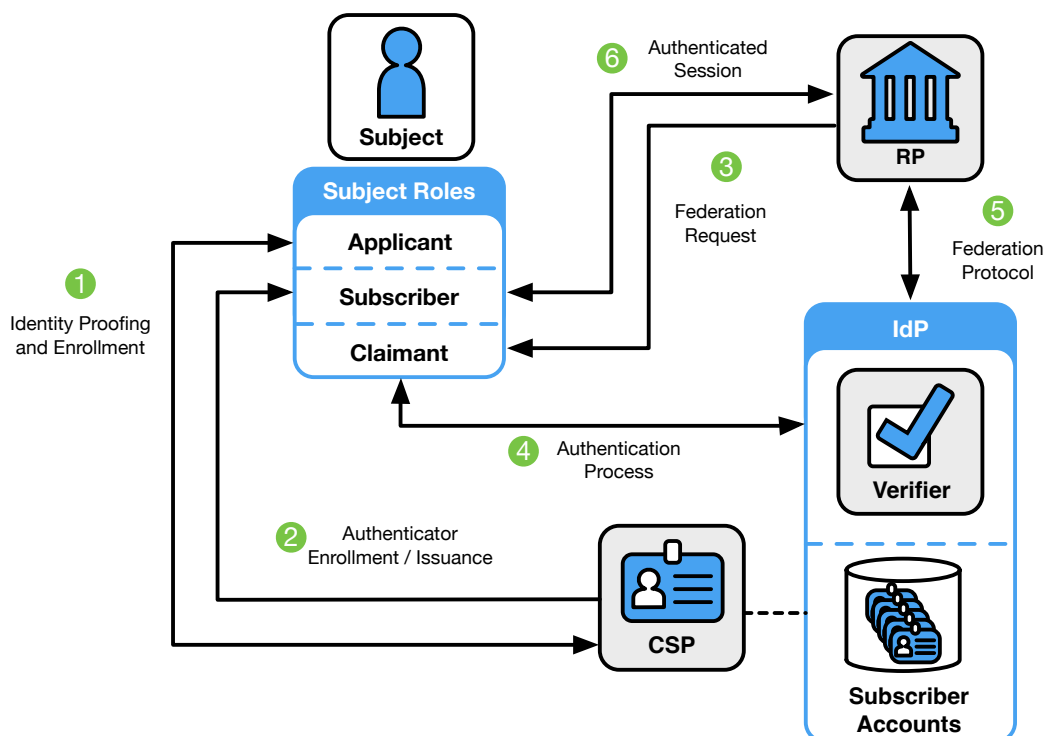 6
Authenticated
Session
Subject
RP
Subject Roles
3
Federation
Request
5
Federation
Protocol
Applicant
1
Identity Proofing
and Enrollment
Subscriber
Claimant
IdP
4
Authentication
Process
Verifier
2
Authenticator
Enrollment / Issuance
CSP
Subscriber
Accounts